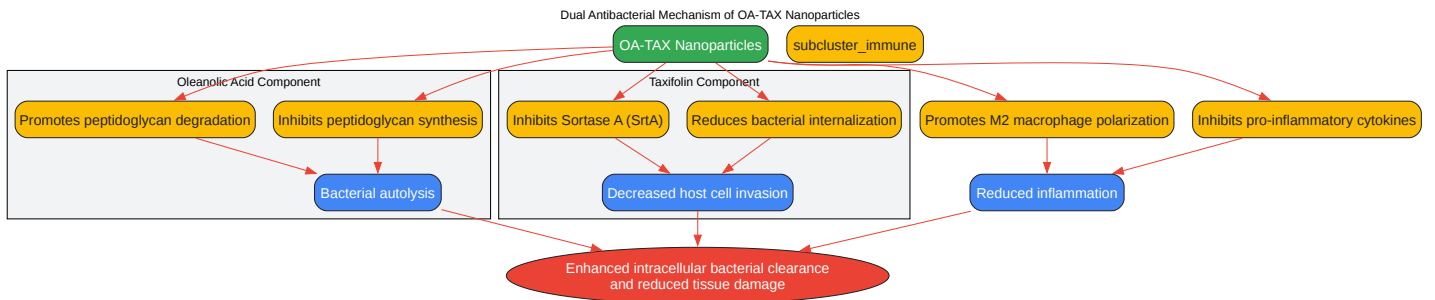 Dual Antibacterial Mechanism of OA-TAX Nanoparticles
OA-TAX Nanoparticles
subcluster_immune
Oleanolic Acid Component
Taxifolin Component
Promotes peptidoglycan degradation
Inhibits peptidoglycan synthesis
Inhibits Sortase A (SrtA)
Reduces bacterial internalization
Promotes M2 macrophage polarization
Inhibits pro-inflammatory cytokines
Bacterial autolysis
Decreased host cell invasion
Reduced inflammation
Enhanced intracellular bacterial clearance
and reduced tissue damage